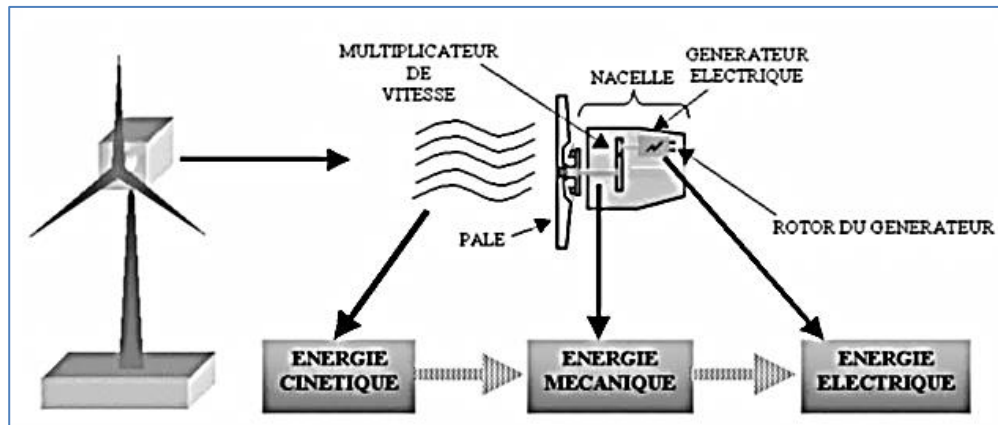 MULTIPLICATEUR
DE
VITESSE
NACELLE
GENERATEUR
ELECTRIQUE
PALE
ROTOR DU GENERATEUR
ENERGIE
CINETIQUE
ENERGIE
MECANIQUE
ENERGIE
ELECTRIQUE